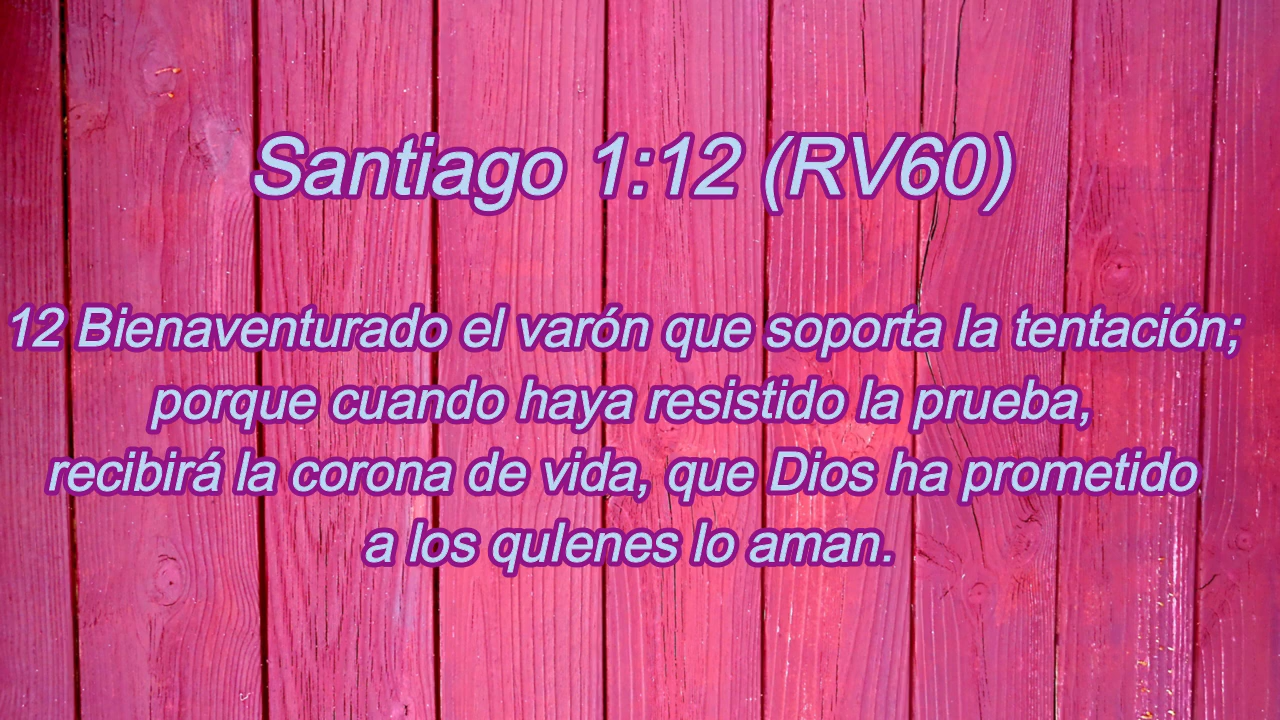 Santiago 1:12 (RV60)
12 Bienaventurado el varón que soporta la tentación;
porque cuando haya resistido la prueba,
recibirá la corona de vida, que Dios ha prometido
a los qulenes lo aman.